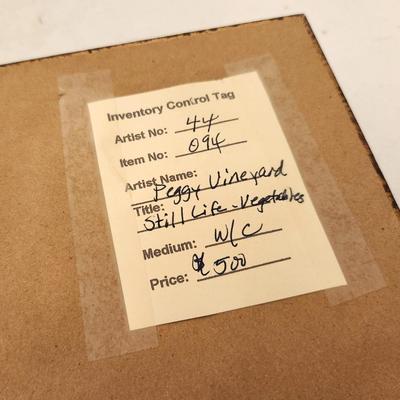 Inventory Control Tag
Artist No: 44
Item No: 094
Artist Name:
Peggy Vineyard
Title:
Still Life - Vegetables
Medium: W/C
Price: $500